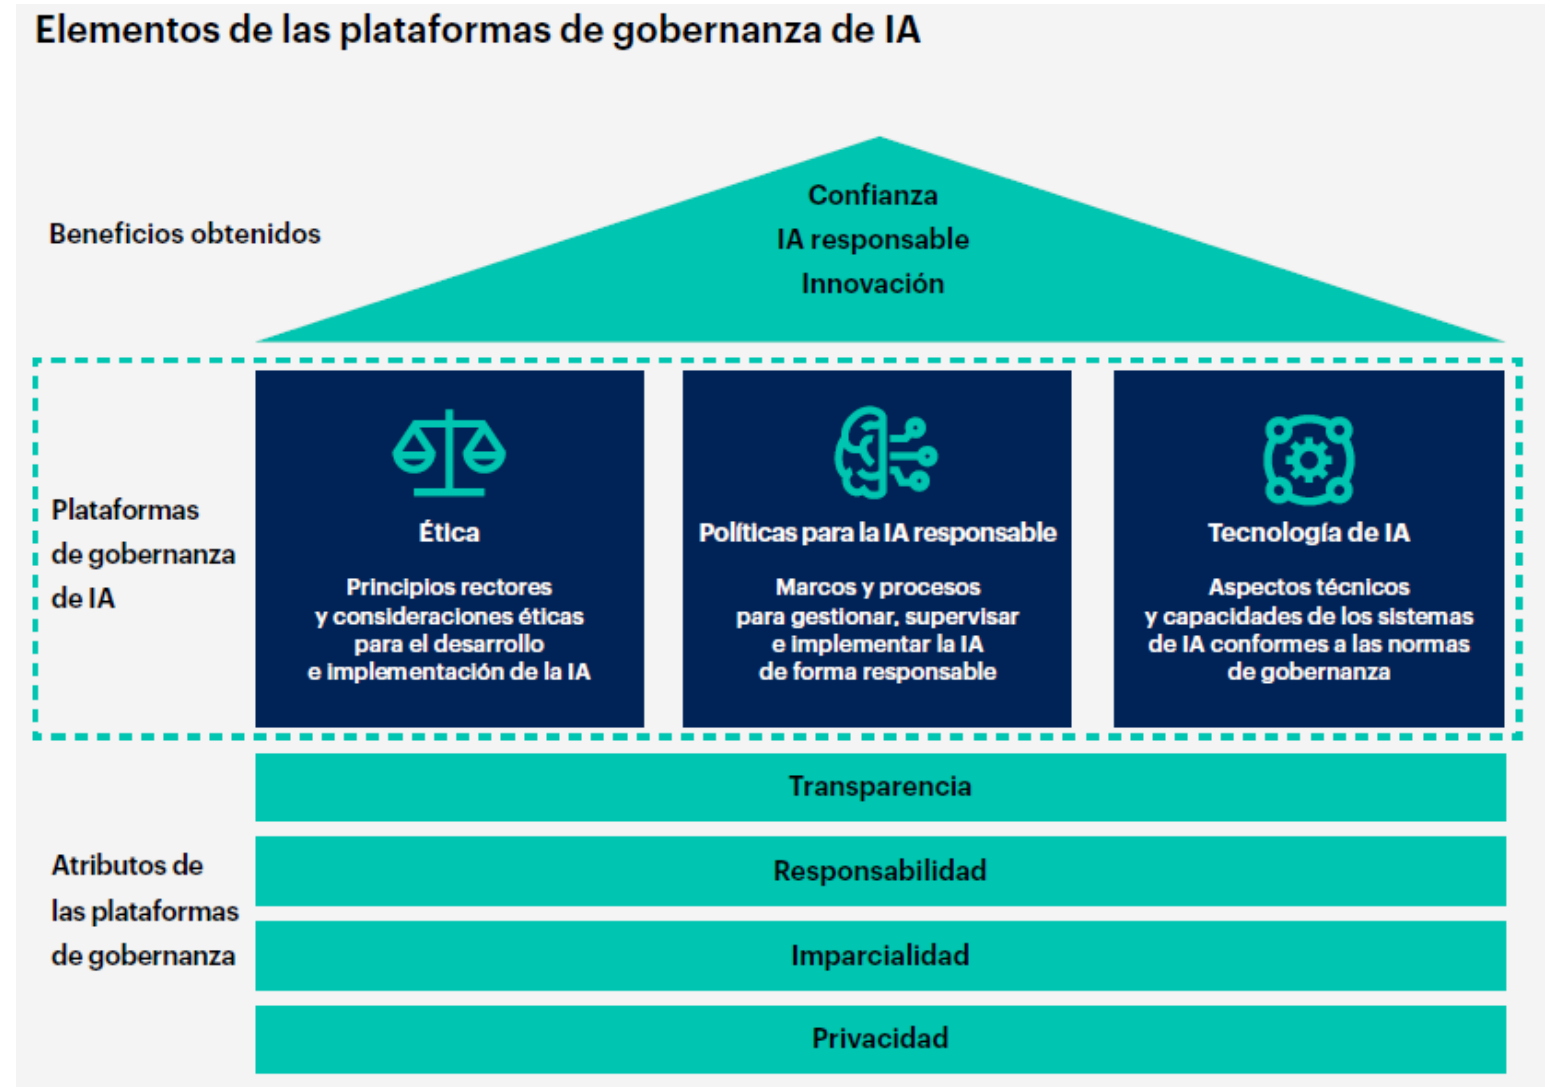 Elementos de las plataformas de gobernanza de IA
Beneficios obtenidos
Confianza
IA responsable
Innovación
Plataformas
de gobernanza
de IA
Ética
Principios rectores
y consideraciones éticas
para el desarrollo
e implementación de la IA
Políticas para la IA responsable
Marcos y procesos
para gestionar, supervisar
e implementar la IA
de forma responsable
Tecnología de IA
Aspectos técnicos
y capacidades de los sistemas
de IA conformes a las normas
de gobernanza
Atributos de
las plataformas
de gobernanza
Transparencia
Responsabilidad
Imparcialidad
Privacidad